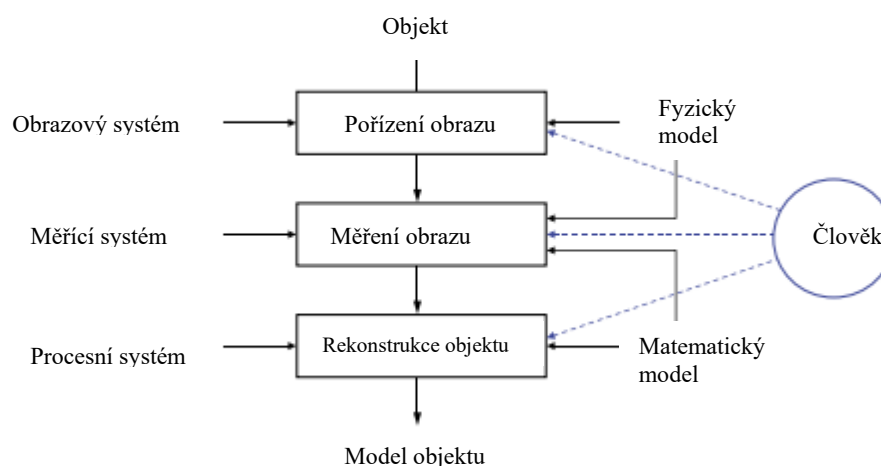 Objekt
Obrazový systém
Pořízení obrazu
Fyzický
model
Měřící systém
Měření obrazu
Člověk
Procesní systém
Rekonstrukce objektu
Matematický
model
Model objektu